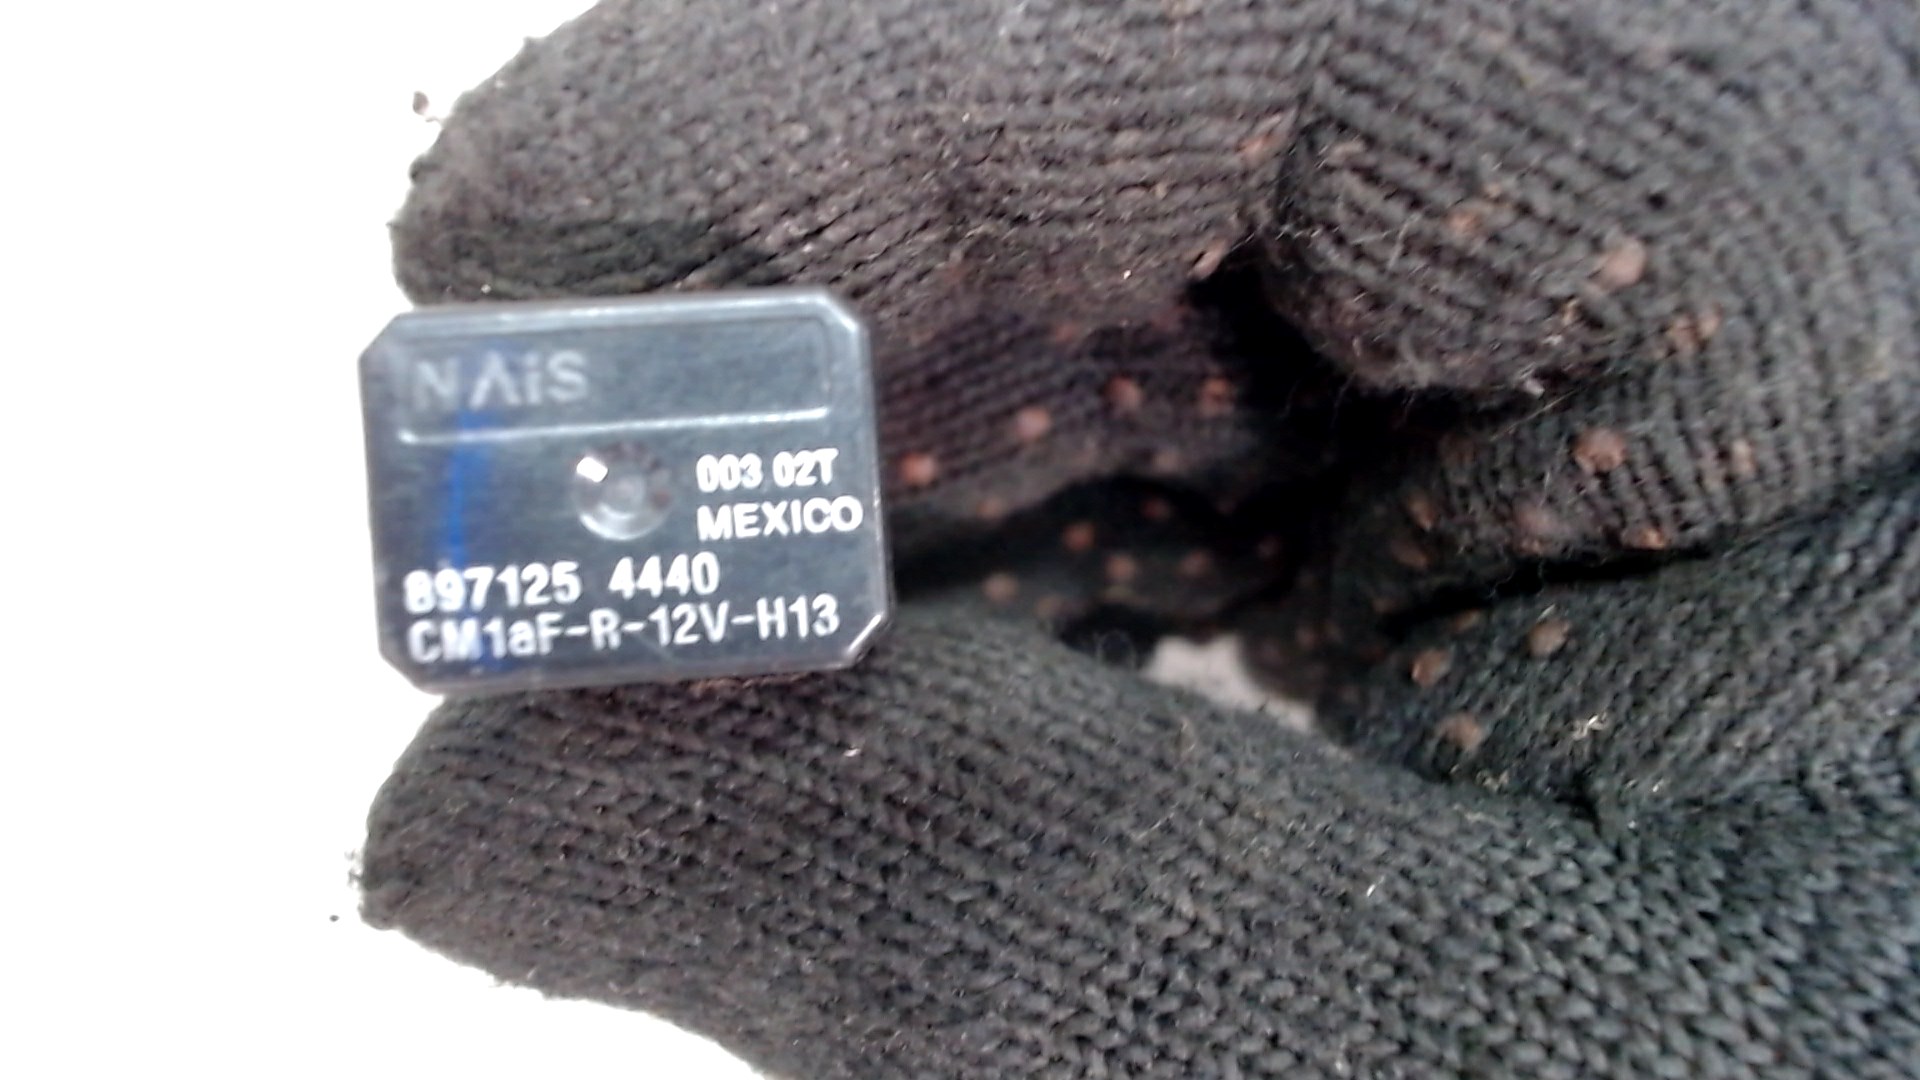 NAiS
003 02T
MEXICO
897125 4440
CM1aF-R-12V-H13